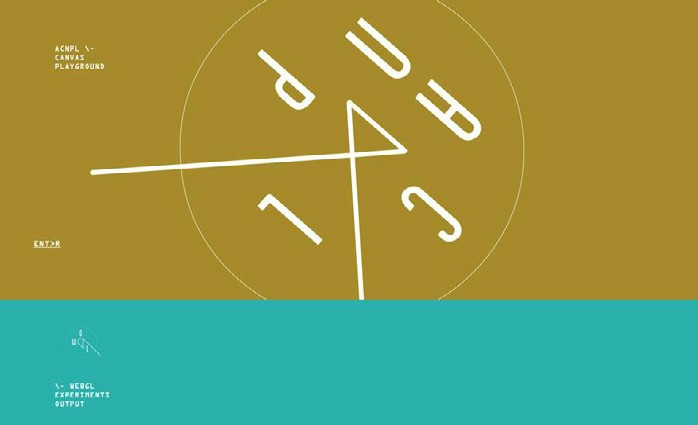 ACNPL \-
CANVAS
PLAYGROUND
ENT>R
\- WEBGL
EXPERIMENTS
OUTPUT